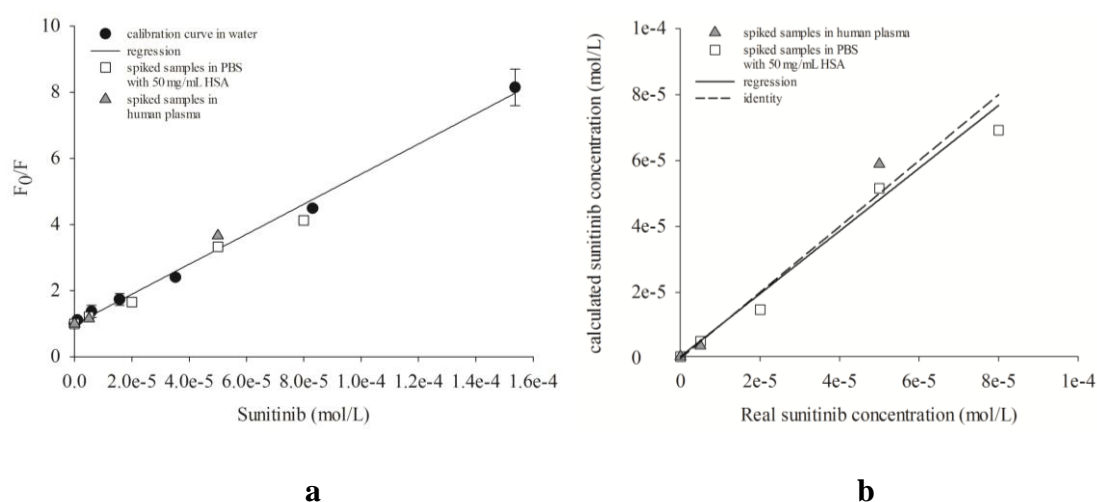 10
8
6
4
2
0
F0/F
calibration curve in water
regression
spiked samples in PBS
with 50 mg/mL HSA
spiked samples in
human plasma
0.0 2.0e-5 4.0e-5 6.0e-5 8.0e-5 1.0e-4 1.2e-4 1.4e-4 1.6e-4
Sunitinib (mol/L)
a
1e-4
8e-5
6e-5
4e-5
2e-5
0
calculated sunitinib concentration (mol/L)
spiked samples in human plasma
spiked samples in PBS
with 50 mg/mL HSA
regression
identity
0 2e-5 4e-5 6e-5 8e-5 1e-4
Real sunitinib concentration (mol/L)
b